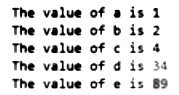 The value of a is 1
The value of b is 2
The value of c is 4
The value of d is 34
The value of e is 89